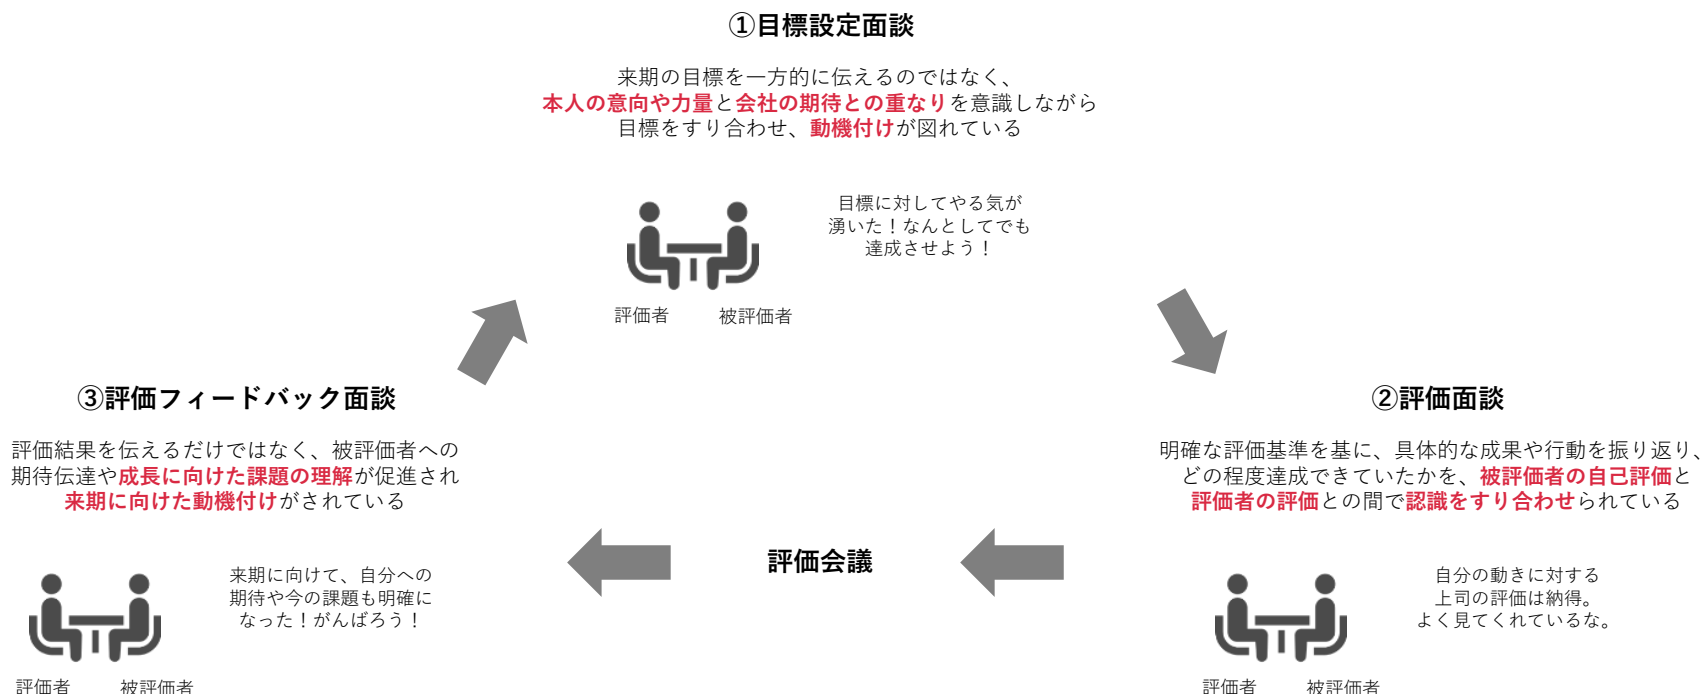 ①目標設定面談
来期の目標を一方的に伝えるのではなく、
本人の意向や力量と会社の期待との重なりを意識しながら
目標をすり合わせ、動機付けが図れている
目標に対してやる気が
湧いた！なんとしてでも
達成させよう！
評価者
被評価者
②評価面談
明確な評価基準を基に、具体的な成果や行動を振り返り、
どの程度達成できていたかを、被評価者の自己評価と
評価者の評価との間で認識をすり合わせられている
自分の動きに対する
上司の評価は納得。
よく見てくれているな。
評価者
被評価者
評価会議
③評価フィードバック面談
評価結果を伝えるだけではなく、被評価者への
期待伝達や成長に向けた課題の理解が促進され
来期に向けた動機付けがされている
来期に向けて、自分への
期待や今の課題も明確に
なった！がんばろう！
評価者
被評価者